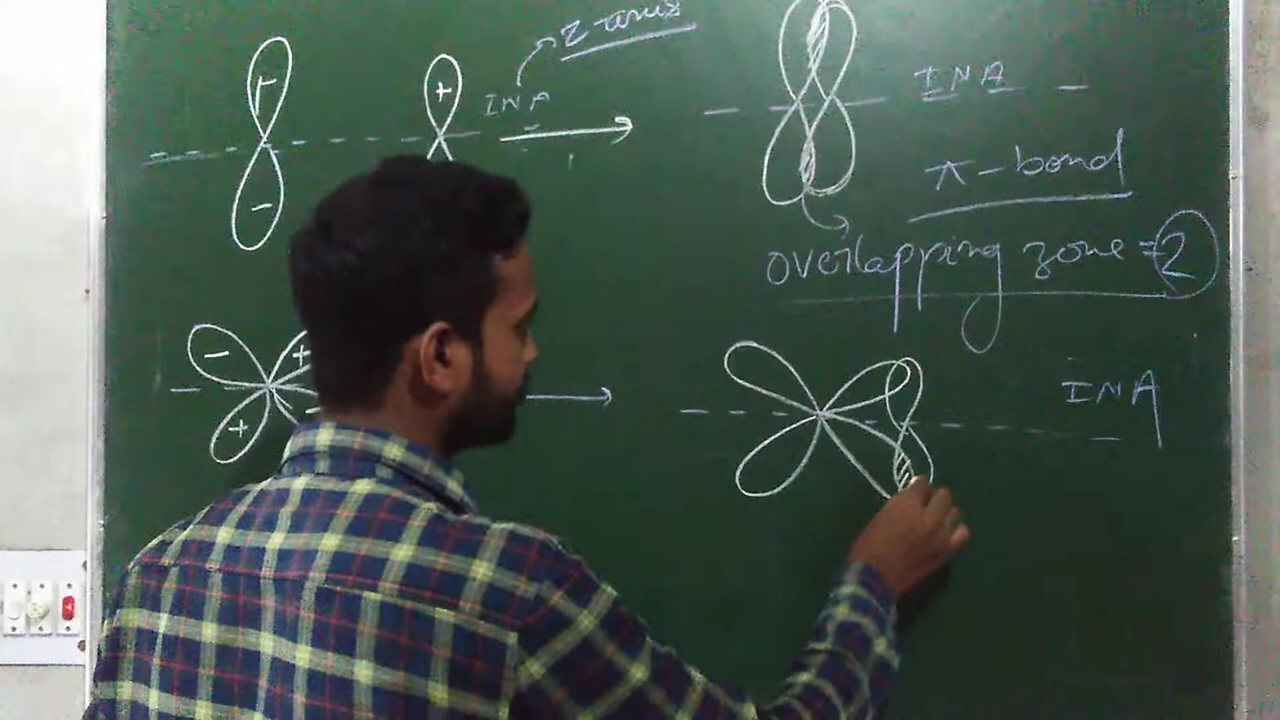 z-axis
+
+
INA
INA
-
π-bond
overlapping zone = 2
-
+
+
INA